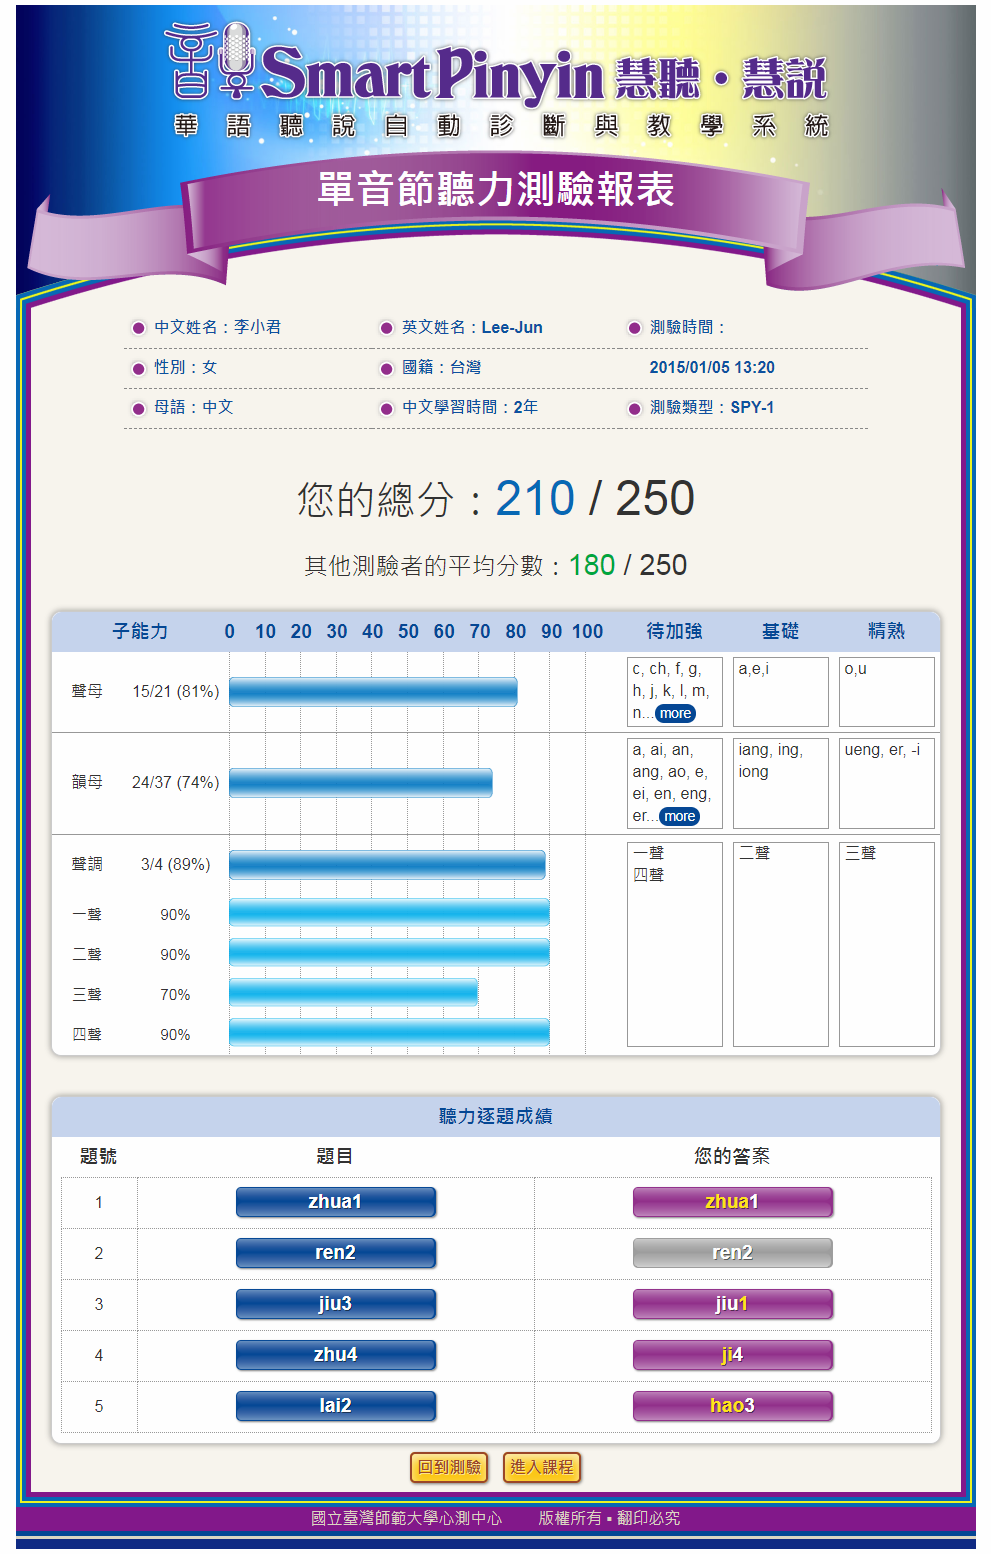 SmartPinyin 慧聽・慧説
華語聽說自動診斷與教學系統
單音節聽力測驗報表
中文姓名：李小君 英文姓名：Lee-Jun 測驗時間：
性別：女 國籍：台灣 2015/01/05 13:20
母語：中文 中文學習時間：2年 測驗類型：SPY-1
您的總分：210 / 250
其他測驗者的平均分數：180 / 250
子能力 0 10 20 30 40 50 60 70 80 90 100 待加強 基礎 精熟
聲母 15/21 (81%)
c, ch, f, g,
h, j, k, l, m,
n... more
a,e,i
o,u
韻母 24/37 (74%)
a, ai, an,
ang, ao, e,
ei, en, eng,
er... more
iang, ing,
iong
ueng, er, -i
聲調 3/4 (89%)
一聲
四聲
二聲
三聲
一聲 90%
二聲 90%
三聲 70%
四聲 90%
聽力逐題成績
題號 題目 您的答案
1 zhua1 zhua1
2 ren2 ren2
3 jiu3 jiu1
4 zhu4 ji4
5 lai2 hao3
回到測驗 進入課程
國立臺灣師範大學心測中心 版權所有 ▪ 翻印必究